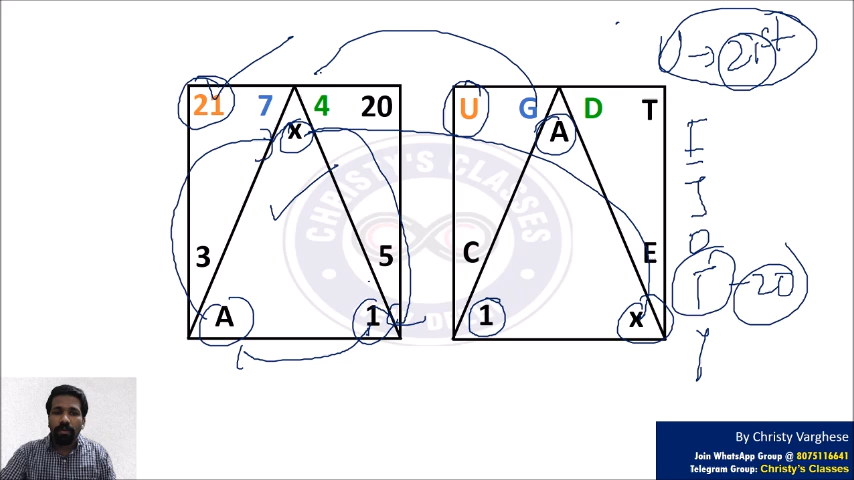 U → 21st
21 7 4 20 U G D T
x A
E
J
O
T - 20
Y
3 5 C E
A 1 1 x
CHRISTY'S CLASSES
By Christy Varghese
Join WhatsApp Group @ 8075116641
Telegram Group: Christy's Classes